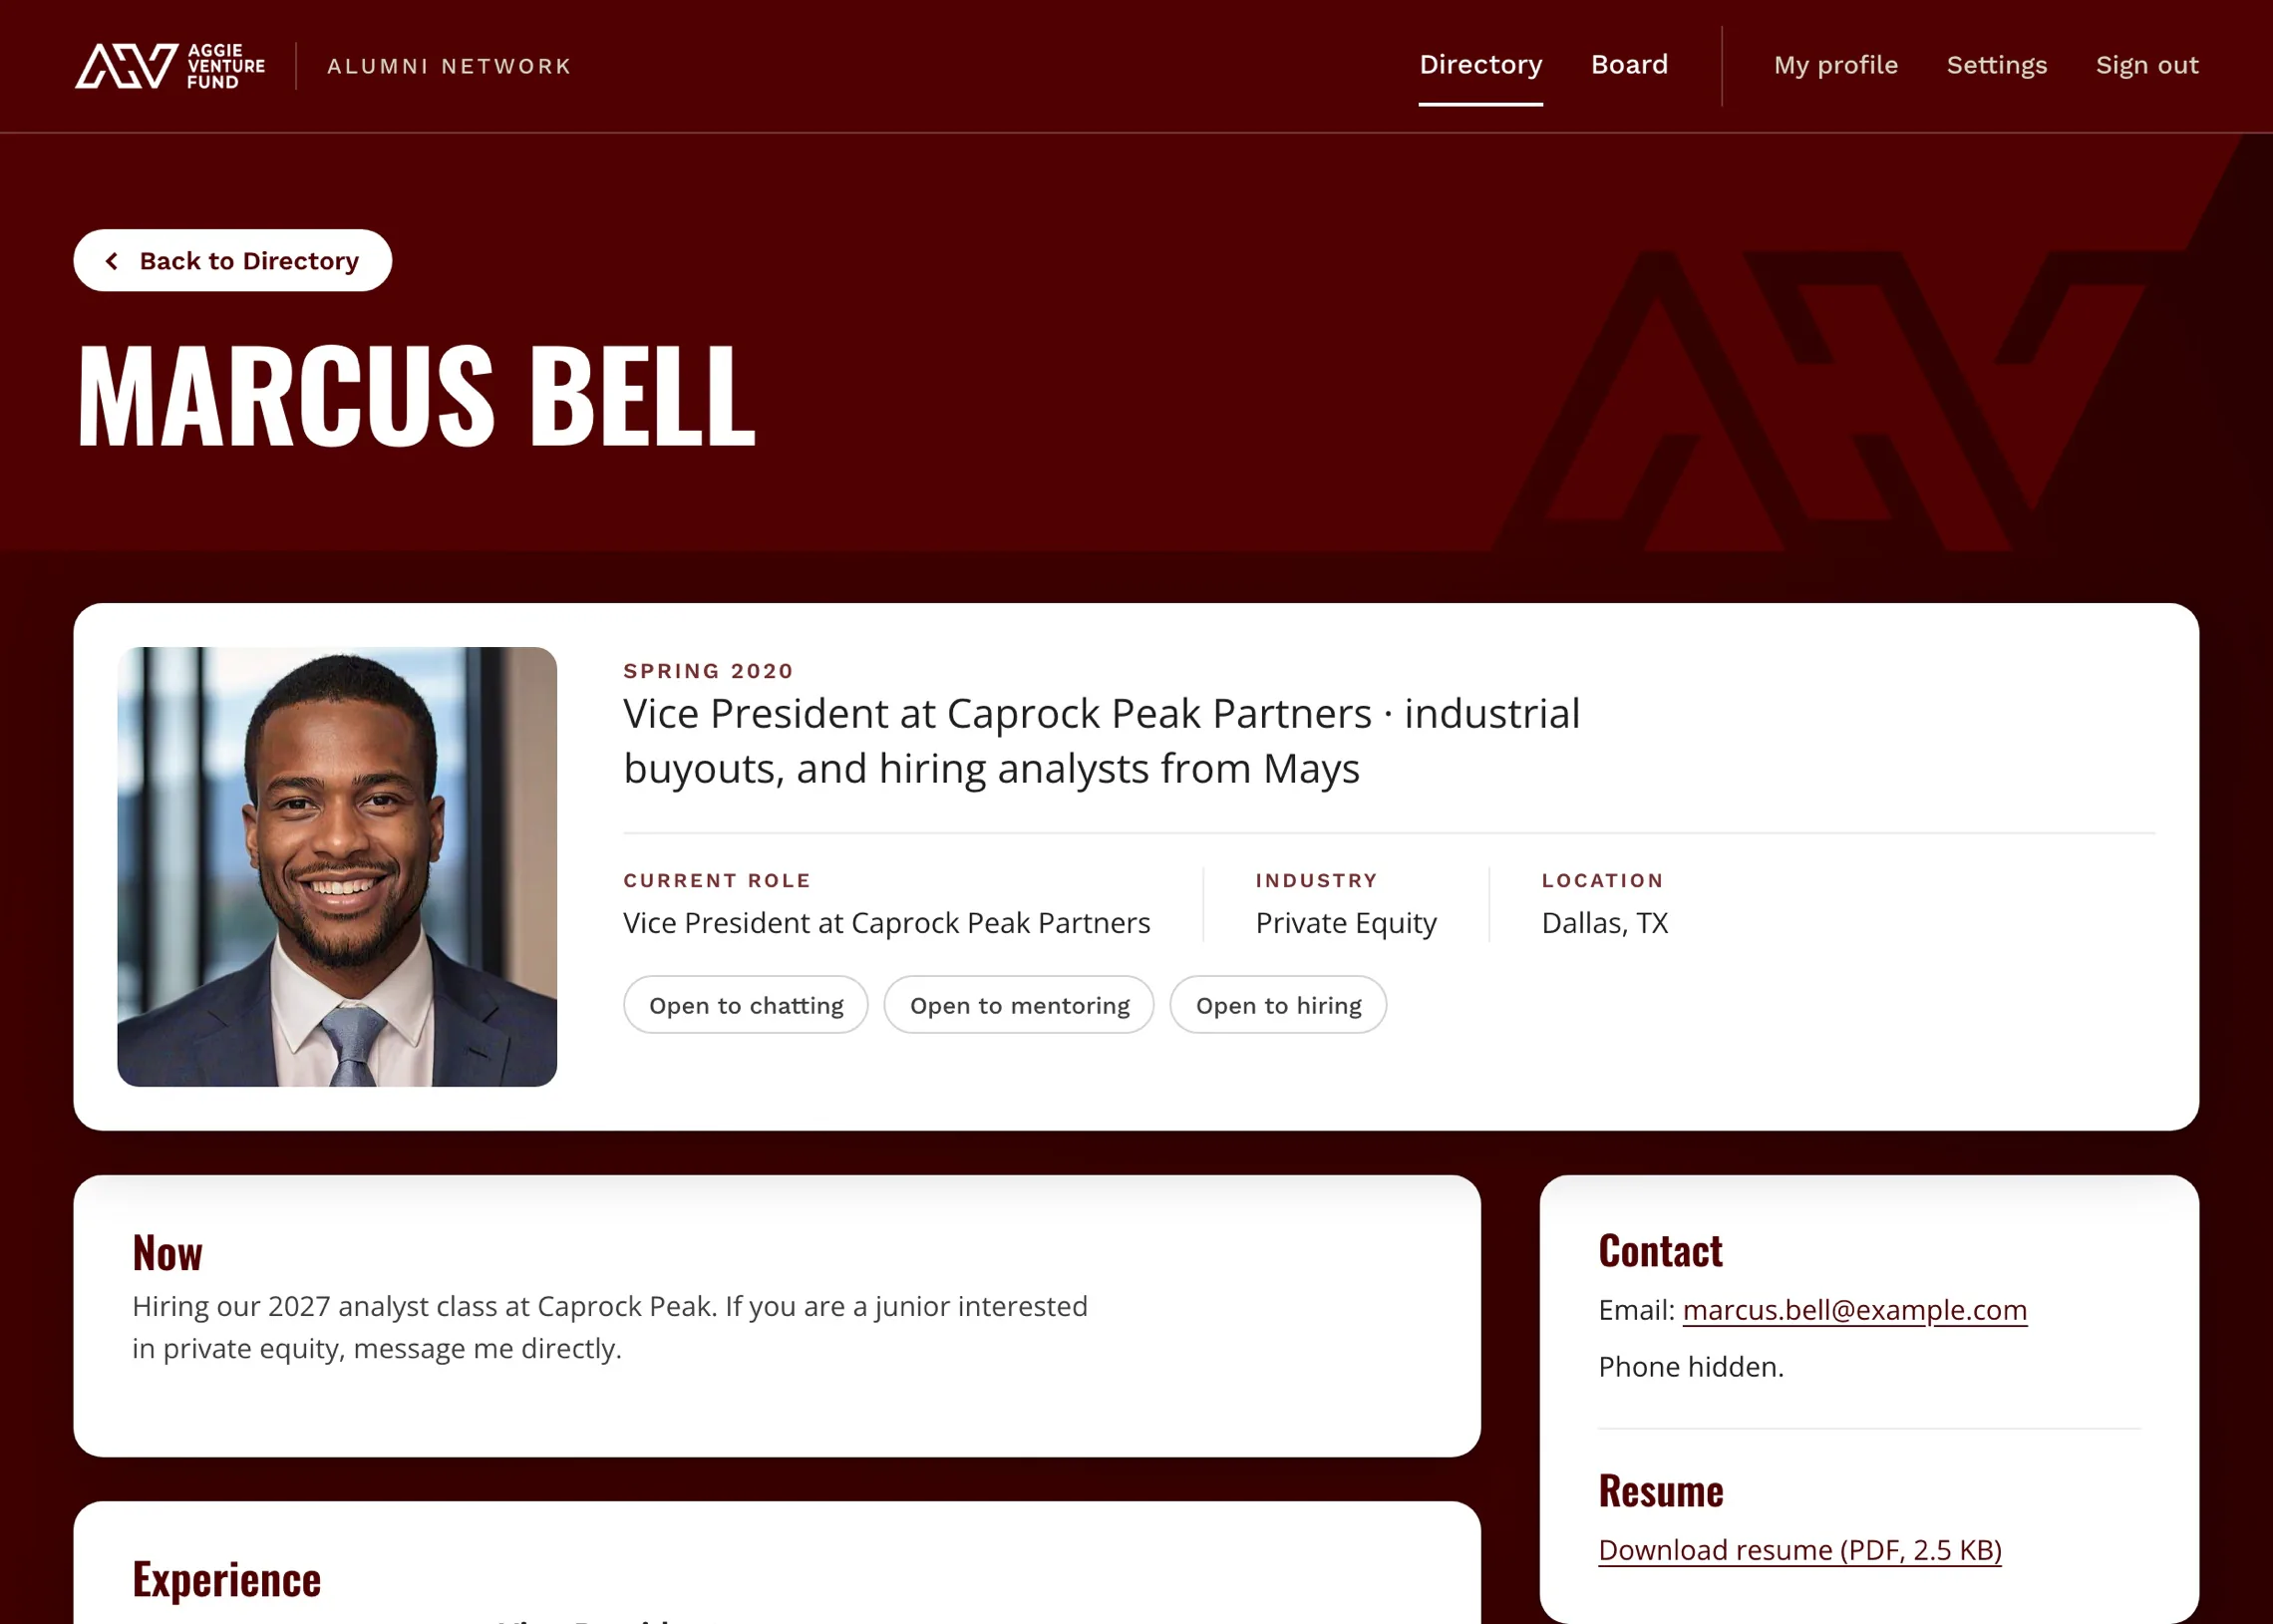 AGGIE
VENTURE
FUND
ALUMNI NETWORK
Directory
Board
My profile
Settings
Sign out
Back to Directory
MARCUS BELL
SPRING 2020
Vice President at Caprock Peak Partners · industrial
buyouts, and hiring analysts from Mays
CURRENT ROLE
Vice President at Caprock Peak Partners
INDUSTRY
Private Equity
LOCATION
Dallas, TX
Open to chatting
Open to mentoring
Open to hiring
Now
Hiring our 2027 analyst class at Caprock Peak. If you are a junior interested
in private equity, message me directly.
Contact
Email: marcus.bell@example.com
Phone hidden.
Resume
Download resume (PDF, 2.5 KB)
Experience